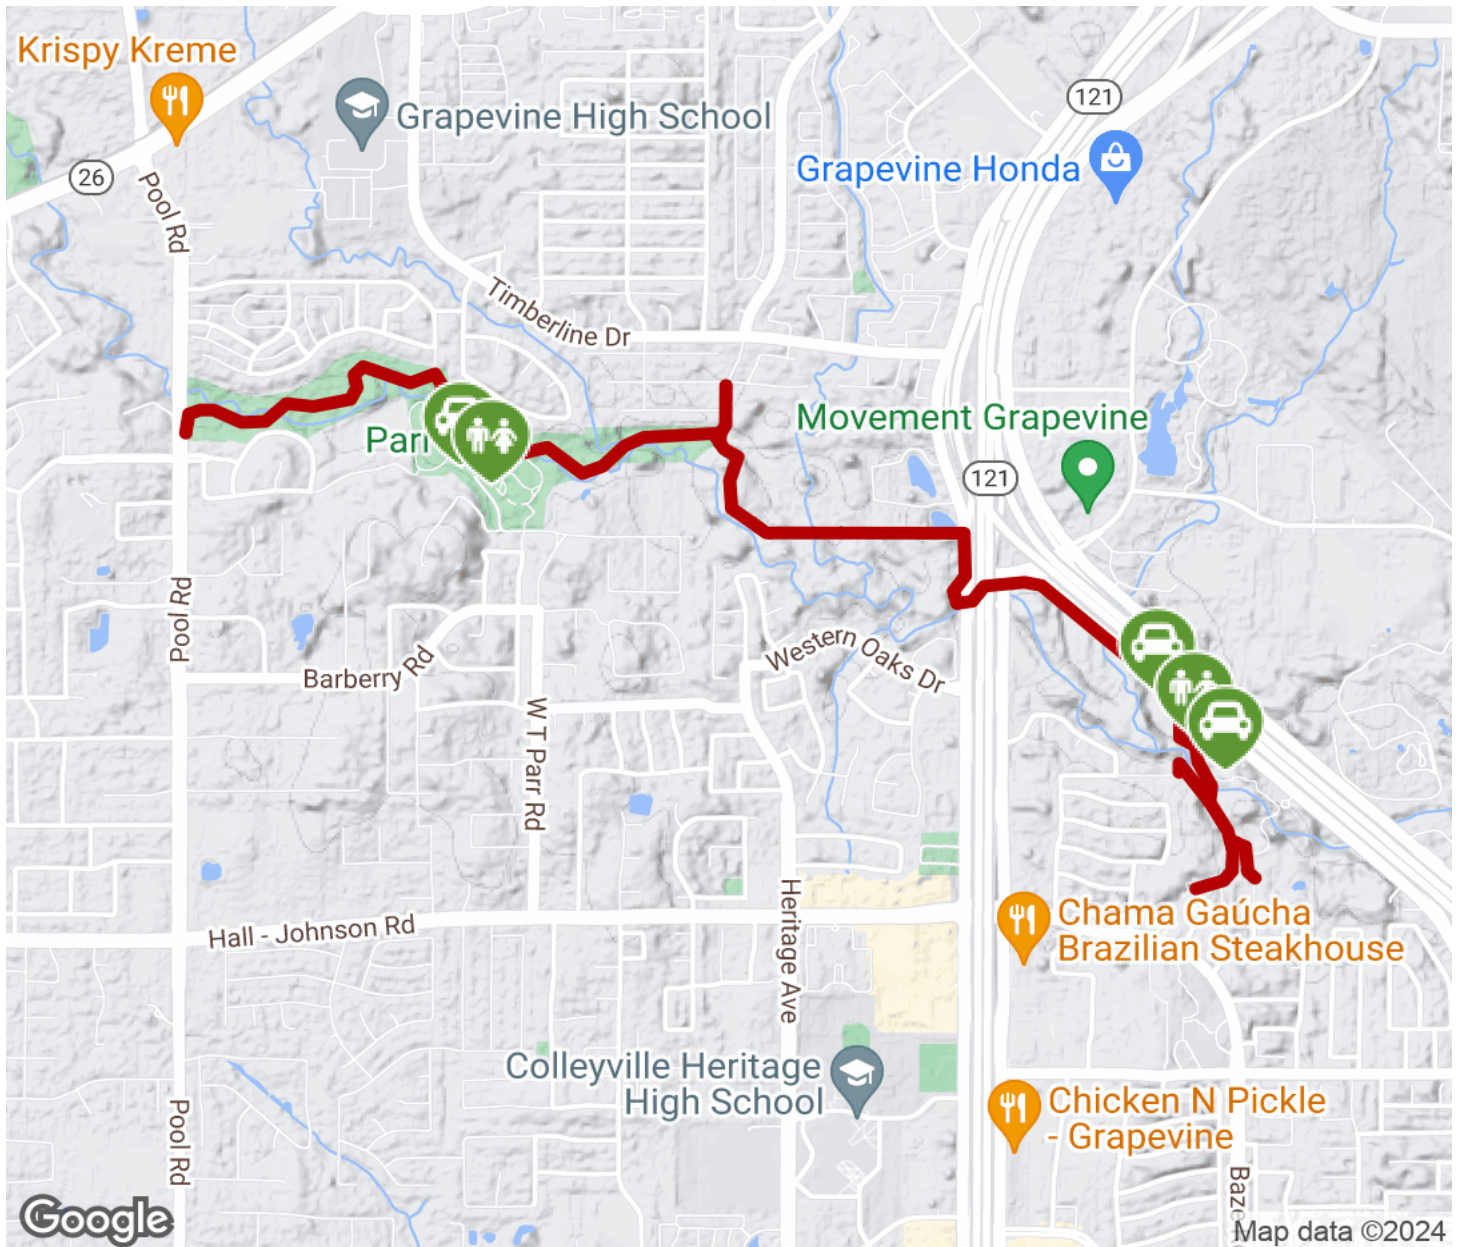 Krispy Kreme
Grapevine High School
121
Grapevine Honda
26
Pool Rd
Timberline Dr
Movement Grapevine
121
Pool Rd
Barberry Rd
Western Oaks Dr
W T Parr Rd
Hall - Johnson Rd
Heritage Ave
Chama Gaúcha
Brazilian Steakhouse
Colleyville Heritage
High School
Chicken N Pickle
- Grapevine
Pool Rd
Google
Map data ©2024